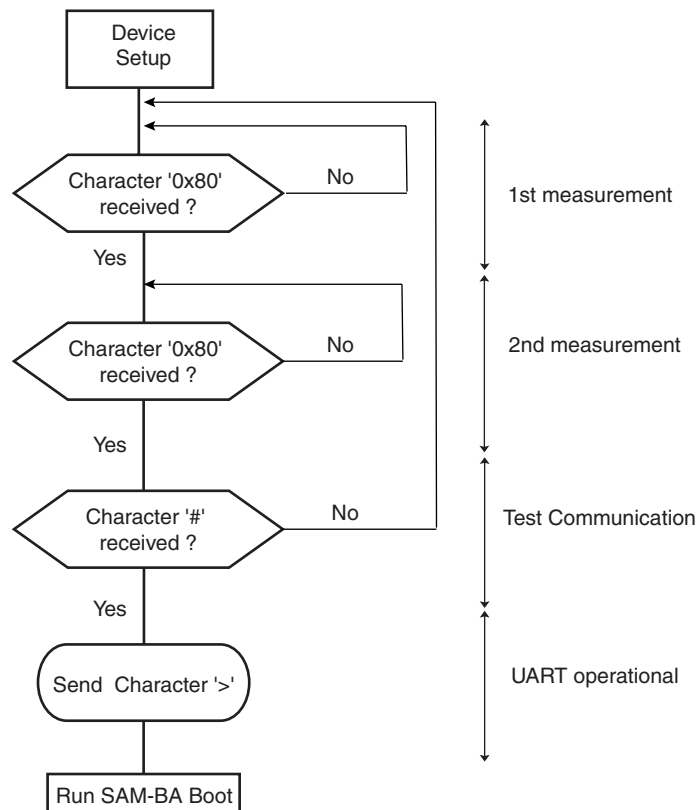 Device
Setup
Character '0x80'
received ?
No
1st measurement
Yes
Character '0x80'
received ?
No
2nd measurement
Yes
Character '#'
received ?
No
Test Communication
Yes
Send Character '>'
UART operational
Run SAM-BA Boot